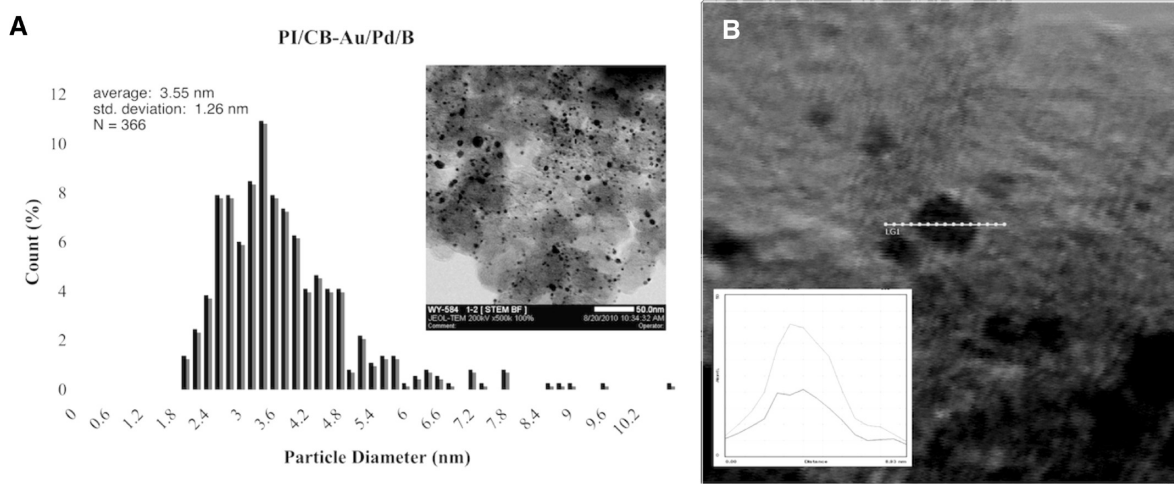 A
PI/CB-Au/Pd/B
average: 3.55 nm
std. deviation: 1.26 nm
N = 366
Count (%)
12
10
8
6
4
2
0
0
0.6
1.2
1.8
2.4
3
3.6
4.2
4.8
5.4
6
6.6
7.2
7.8
8.4
9
9.6
10.2
Particle Diameter (nm)
WY-584 1-2 [ STEM BF ] 50.0nm
JEOL-TEM 200kV x500k 100% 8/20/2010 10:34:32 AM
Comment: Operator:
B
LG1
0.00 Distance